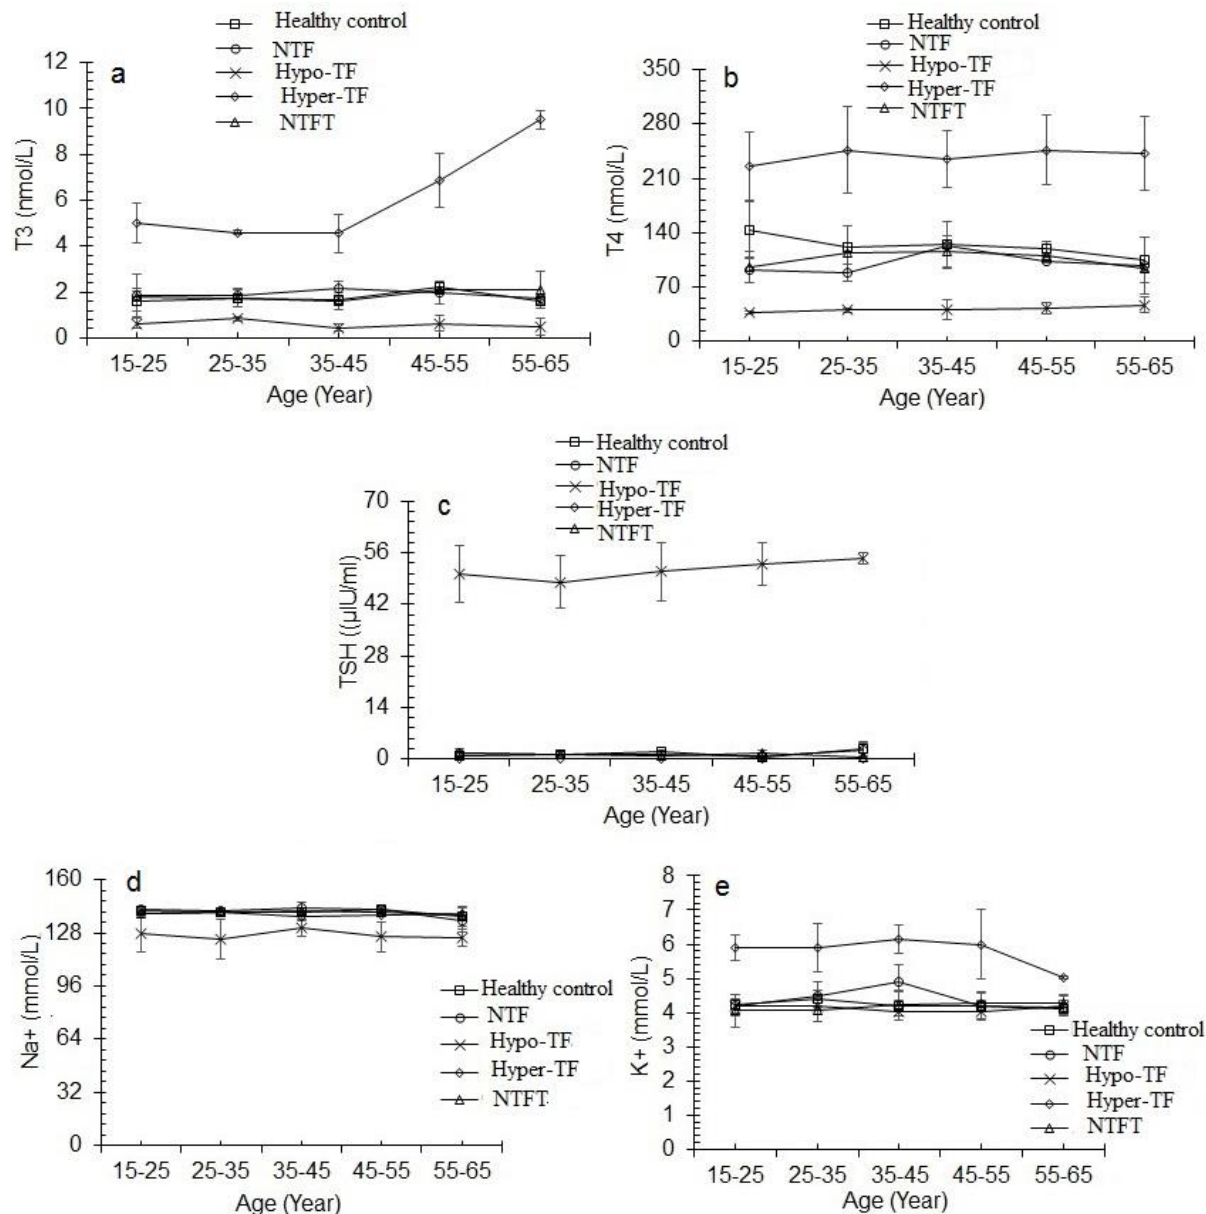 Healthy control
NTF
Hypo-TF
Hyper-TF
NTFT
a
T3 (nmol/L)
12
10
8
6
4
2
0
15-25 25-35 35-45 45-55 55-65
Age (Year)
Healthy control
NTF
Hypo-TF
Hyper-TF
NTFT
b
T4 (nmol/L)
350
280
210
140
70
0
15-25 25-35 35-45 45-55 55-65
Age (Year)
Healthy control
NTF
Hypo-TF
Hyper-TF
NTFT
c
TSH ((µIU/ml)
70
56
42
28
14
0
15-25 25-35 35-45 45-55 55-65
Age (Year)
d
Na+ (mmol/L)
160
128
96
64
32
0
Healthy control
NTF
Hypo-TF
Hyper-TF
NTFT
15-25 25-35 35-45 45-55 55-65
Age (Year)
e
K+ (mmol/L)
8
7
6
5
4
3
2
1
0
Healthy control
NTF
Hypo-TF
Hyper-TF
NTFT
15-25 25-35 35-45 45-55 55-65
Age (Year)